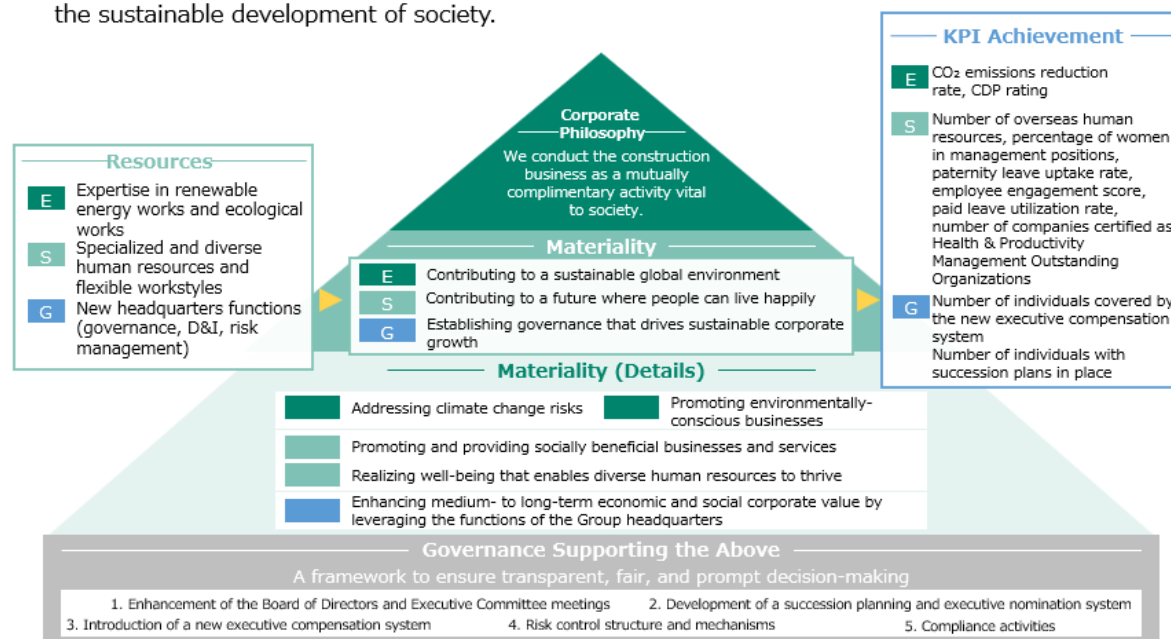 the sustainable development of society.
Corporate
Philosophy
We conduct the construction
business as a mutually
complimentary activity vital
to society.
Resources
E
Expertise in renewable
energy works and ecological
works
S
Specialized and diverse
human resources and
flexible workstyles
G
New headquarters functions
(governance, D&I, risk
management)
Materiality
E Contributing to a sustainable global environment
S Contributing to a future where people can live happily
G Establishing governance that drives sustainable corporate
growth
KPI Achievement
E
CO₂ emissions reduction
rate, CDP rating
S
Number of overseas human
resources, percentage of women
in management positions,
paternity leave uptake rate,
employee engagement score,
paid leave utilization rate,
number of companies certified as
Health & Productivity
Management Outstanding
Organizations
G
Number of individuals covered by
the new executive compensation
system
Number of individuals with
succession plans in place
Materiality (Details)
Addressing climate change risks
Promoting environmentally-
conscious businesses
Promoting and providing socially beneficial businesses and services
Realizing well-being that enables diverse human resources to thrive
Enhancing medium- to long-term economic and social corporate value by
leveraging the functions of the Group headquarters
Governance Supporting the Above
A framework to ensure transparent, fair, and prompt decision-making
1. Enhancement of the Board of Directors and Executive Committee meetings
2. Development of a succession planning and executive nomination system
3. Introduction of a new executive compensation system
4. Risk control structure and mechanisms
5. Compliance activities